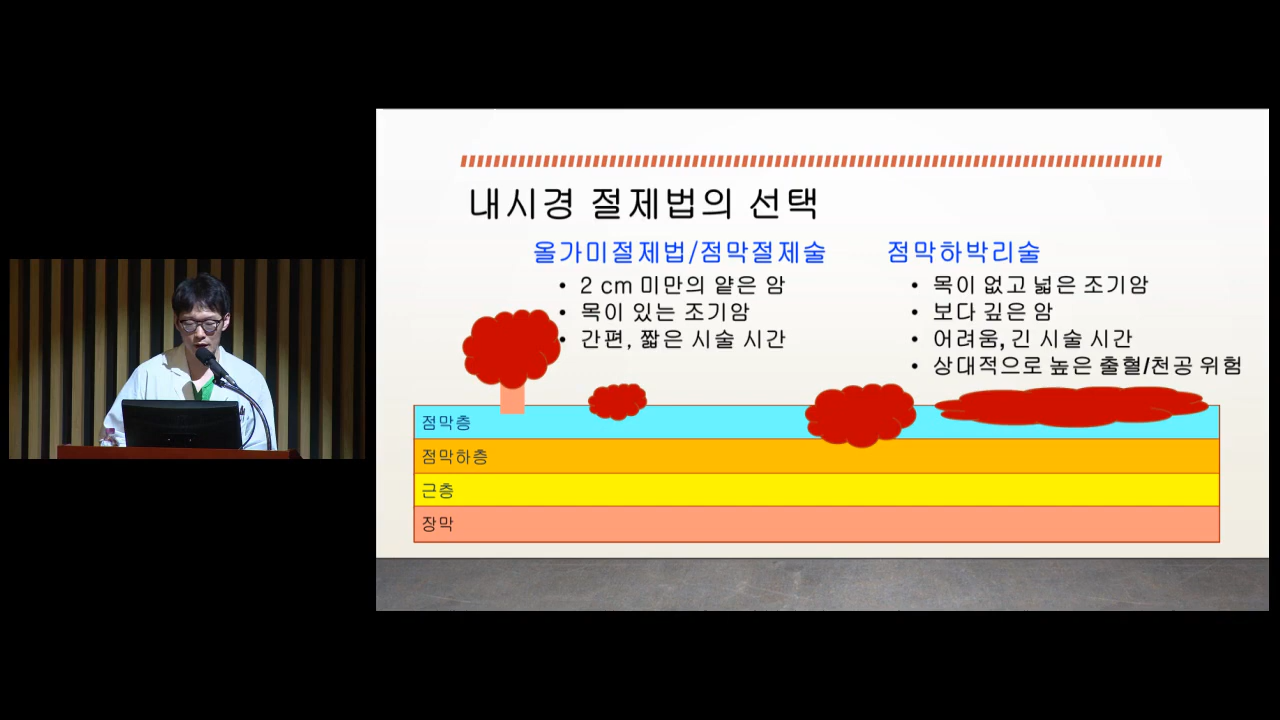 내시경 절제법의 선택
올가미절제법/점막절제술
• 2 cm 미만의 얕은 암
• 목이 있는 조기암
• 간편, 짧은 시술 시간
점막하박리술
• 목이 없고 넓은 조기암
• 보다 깊은 암
• 어려움, 긴 시술 시간
• 상대적으로 높은 출혈/천공 위험
점막층
점막하층
근층
장막